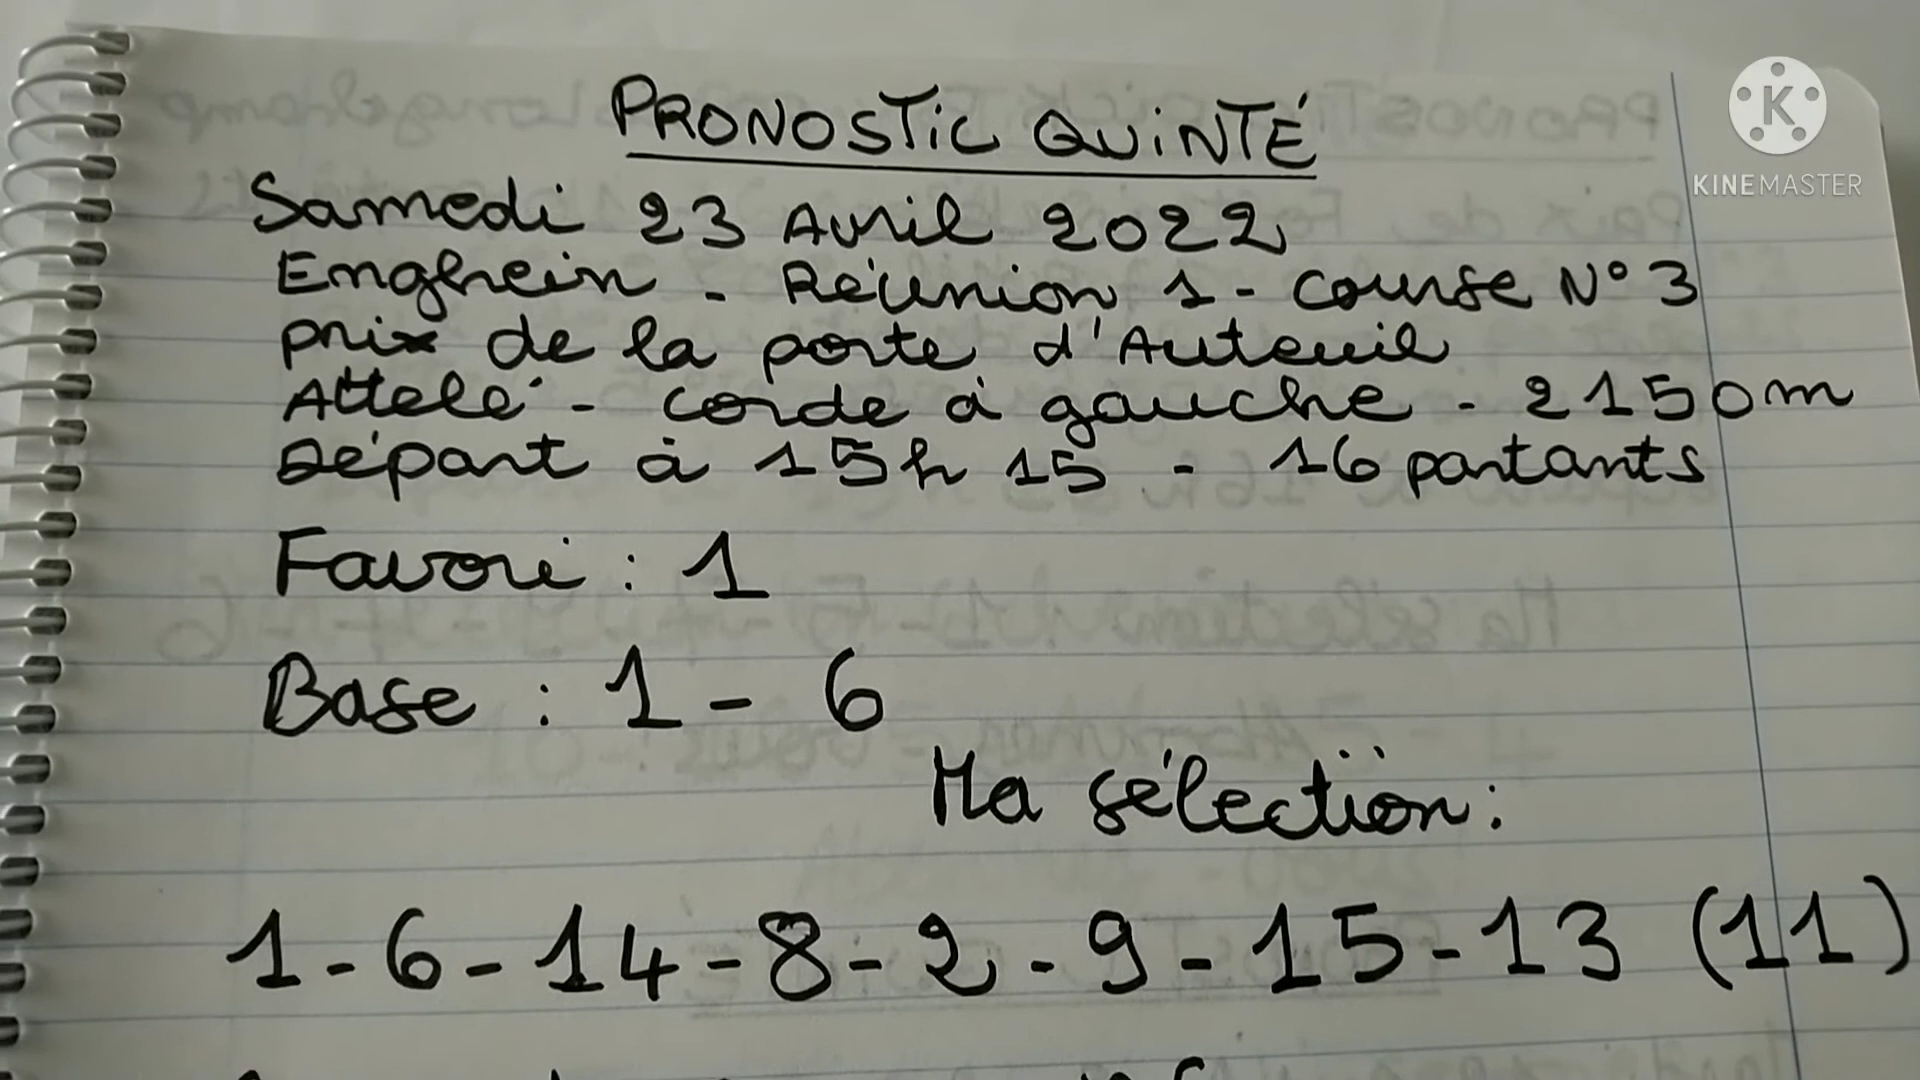 PRONOSTIC QUINTÉ
Samedi 23 Avril 2022
Enghein - Réunion 1 - course N° 3
prix de la porte d'Auteuil
Attelé - corde à gauche - 2150m
Départ à 15h15 - 16 partants
Favori : 1
Base : 1 - 6
Ma sélection :
1 - 6 - 14 - 8 - 2 - 9 - 15 - 13 (11)
K
KINEMASTER